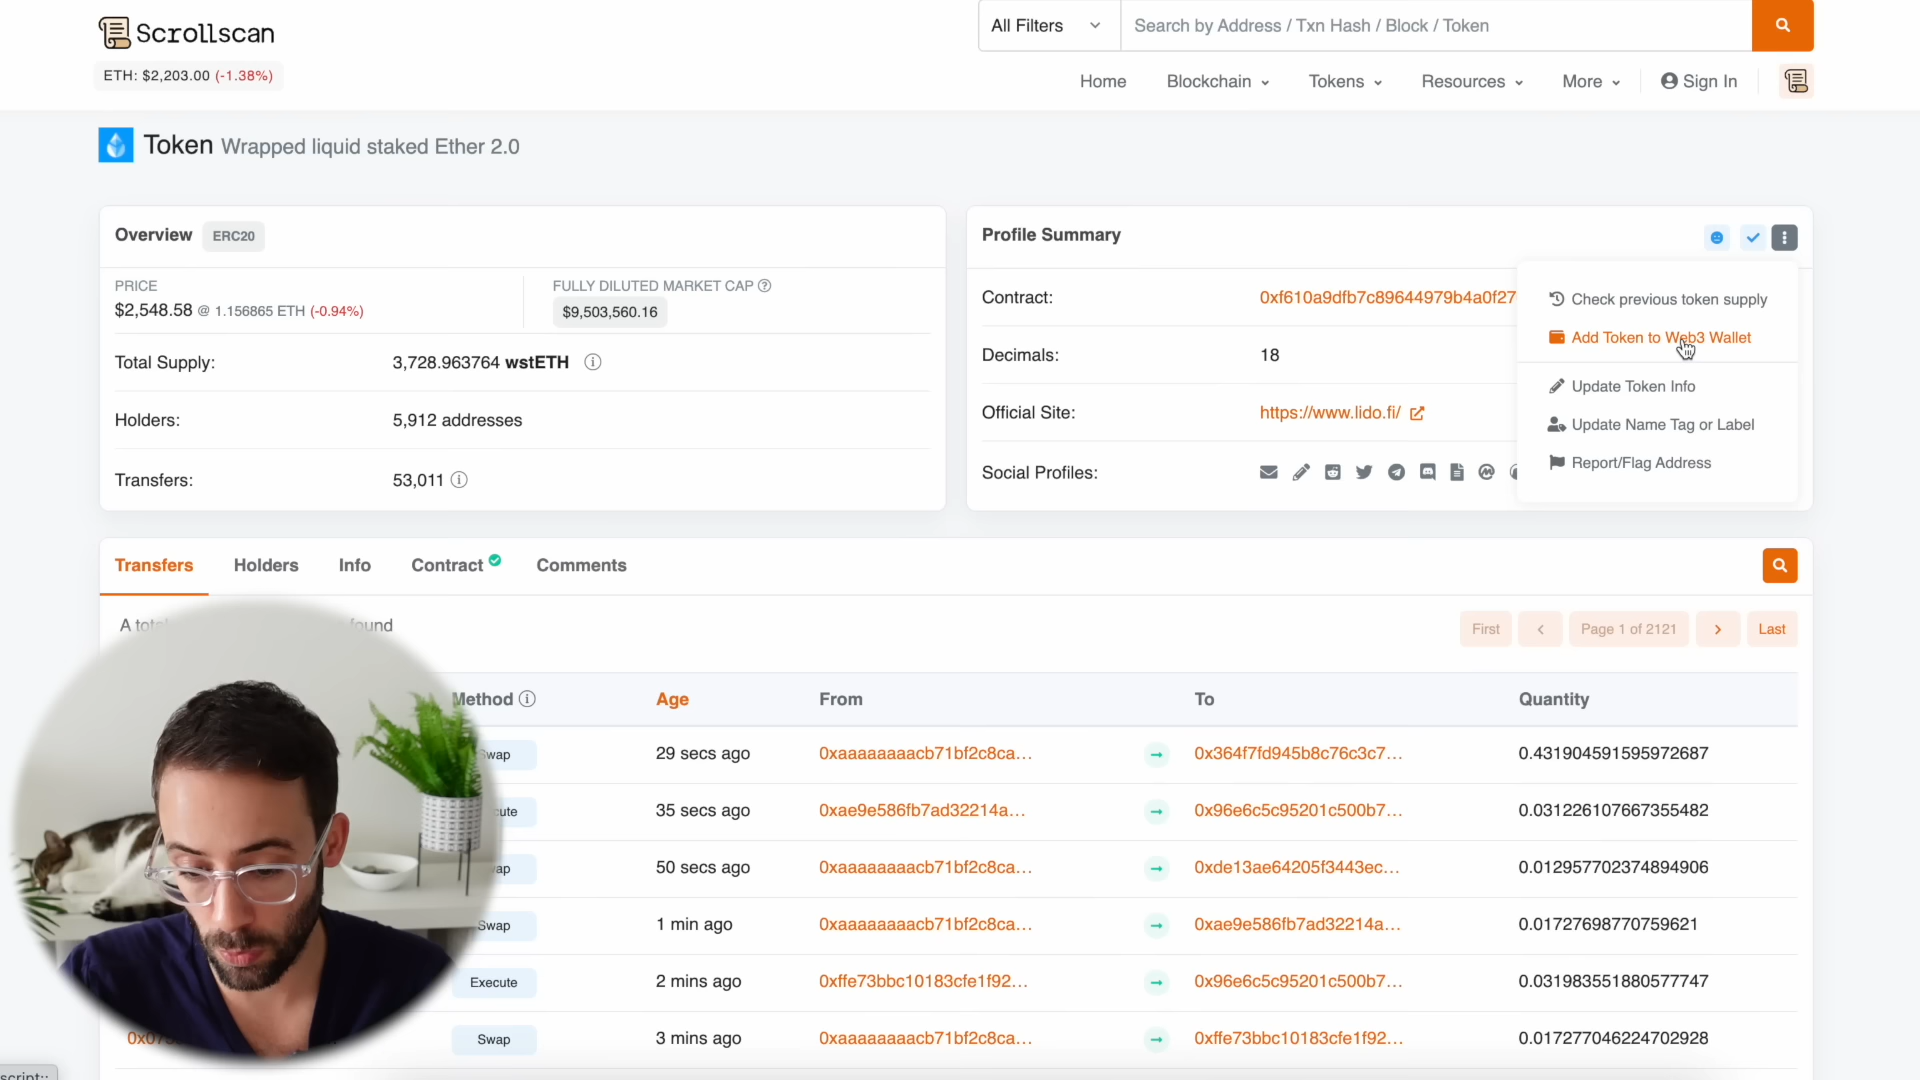 Scrollscan
All Filters
Search by Address / Txn Hash / Block / Token
ETH: $2,203.00 (-1.38%)
Home
Blockchain
Tokens
Resources
More
Sign In
Token Wrapped liquid staked Ether 2.0
Overview ERC20
PRICE
$2,548.58 @ 1.156865 ETH (-0.94%)
FULLY DILUTED MARKET CAP
$9,503,560.16
Total Supply: 3,728.963764 wstETH
Holders: 5,912 addresses
Transfers: 53,011
Profile Summary
Contract: 0xf610a9dfb7c89644979b4a0f27
Decimals: 18
Official Site: https://www.lido.fi/
Social Profiles:
Check previous token supply
Add Token to Web3 Wallet
Update Token Info
Update Name Tag or Label
Report/Flag Address
Transfers
Holders
Info
Contract
Comments
A
First
Page 1 of 2121
Last
Method Age From To Quantity
Swap 29 secs ago 0xaaaaaaaacb71bf2c8ca... 0x364f7fd945b8c76c3c7... 0.431904591595972687
35 secs ago 0xae9e586fb7ad32214a... 0x96e6c5c95201c500b7... 0.031226107667355482
50 secs ago 0xaaaaaaaacb71bf2c8ca... 0xde13ae64205f3443ec... 0.012957702374894906
Swap 1 min ago 0xaaaaaaaacb71bf2c8ca... 0xae9e586fb7ad32214a... 0.01727698770759621
Execute 2 mins ago 0xffe73bbc10183cfe1f92... 0x96e6c5c95201c500b7... 0.031983551880577747
Swap 3 mins ago 0xaaaaaaaacb71bf2c8ca... 0xffe73bbc10183cfe1f92... 0.017277046224702928